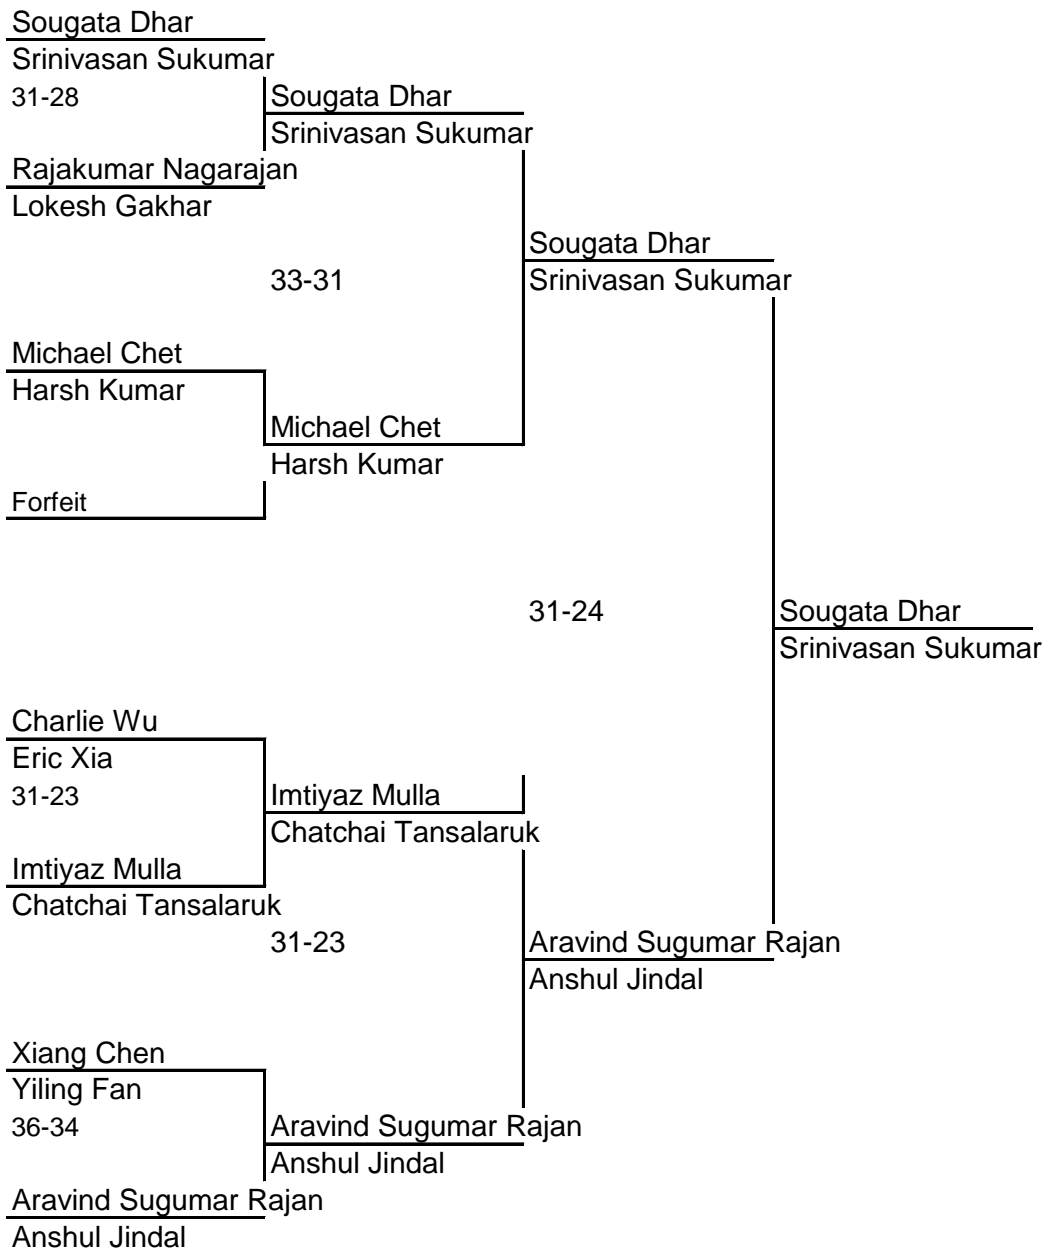 Sougata Dhar
Srinivasan Sukumar
31-28
Sougata Dhar
Srinivasan Sukumar
Rajakumar Nagarajan
Lokesh Gakhar
Sougata Dhar
33-31
Srinivasan Sukumar
Michael Chet
Harsh Kumar
Michael Chet
Harsh Kumar
Forfeit
31-24
Sougata Dhar
Srinivasan Sukumar
Charlie Wu
Eric Xia
31-23
Imtiyaz Mulla
Chatchai Tansalaruk
Imtiyaz Mulla
Chatchai Tansalaruk
31-23
Aravind Sugumar Rajan
Anshul Jindal
Xiang Chen
Yiling Fan
36-34
Aravind Sugumar Rajan
Anshul Jindal
Aravind Sugumar Rajan
Anshul Jindal